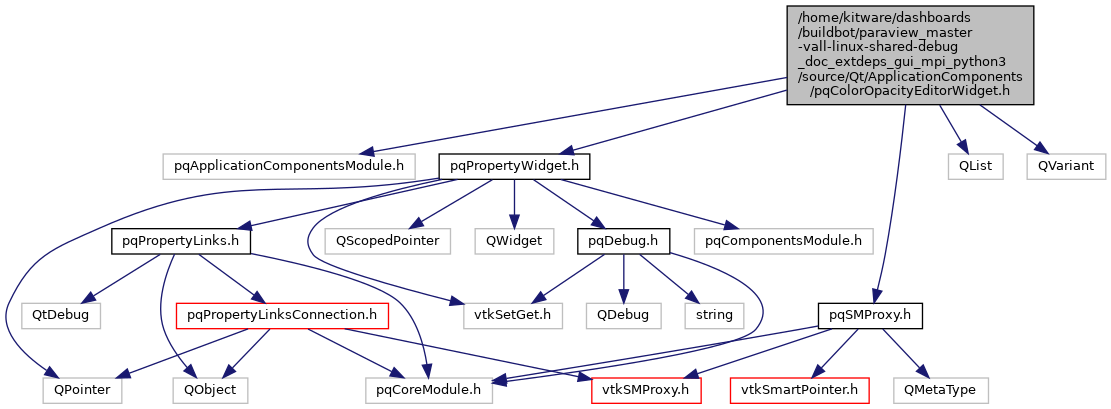 /home/kitware/dashboards
/buildbot/paraview_master
-vall-linux-shared-debug
_doc_extdeps_gui_mpi_python3
/source/Qt/ApplicationComponents
/pqColorOpacityEditorWidget.h
pqApplicationComponentsModule.h
pqPropertyWidget.h
QList
QVariant
pqPropertyLinks.h
QScopedPointer
QWidget
pqDebug.h
pqComponentsModule.h
QtDebug
pqPropertyLinksConnection.h
vtkSetGet.h
QDebug
string
pqSMProxy.h
QPointer
QObject
pqCoreModule.h
vtkSMProxy.h
vtkSmartPointer.h
QMetaType